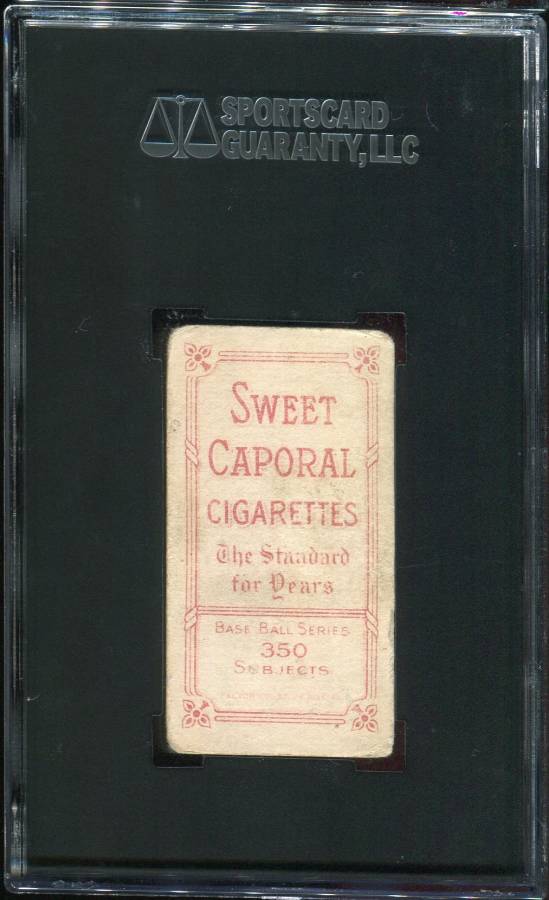 SPORTSCARD
GUARANTY, LLC
SWEET
CAPORAL
CIGARETTES
The Standard
for Years
BASE BALL SERIES
350
SUBJECTS